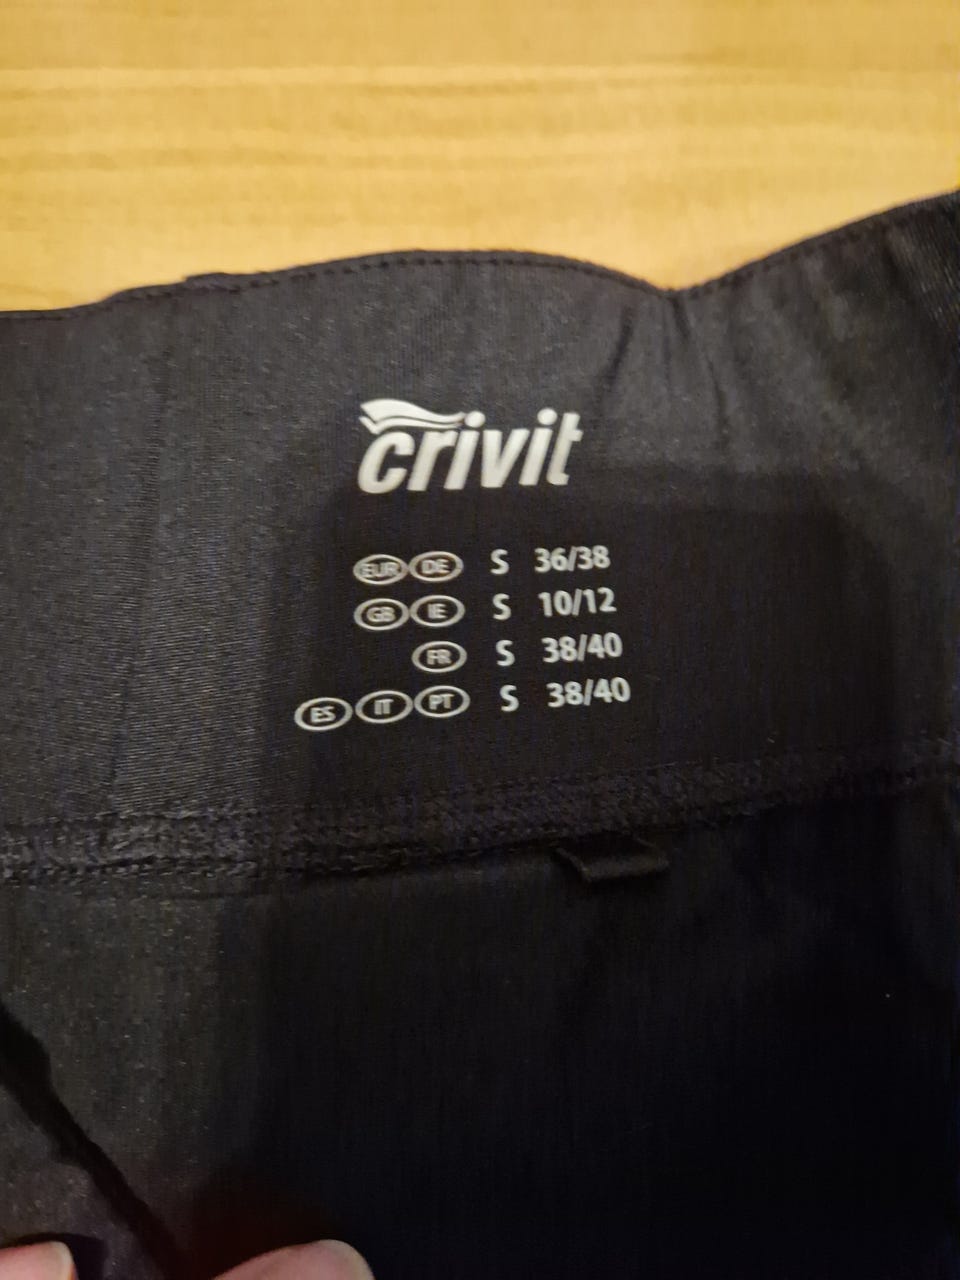 crivit
EUR DE S 36/38
GB IE S 10/12
FR S 38/40
ES IT PT S 38/40